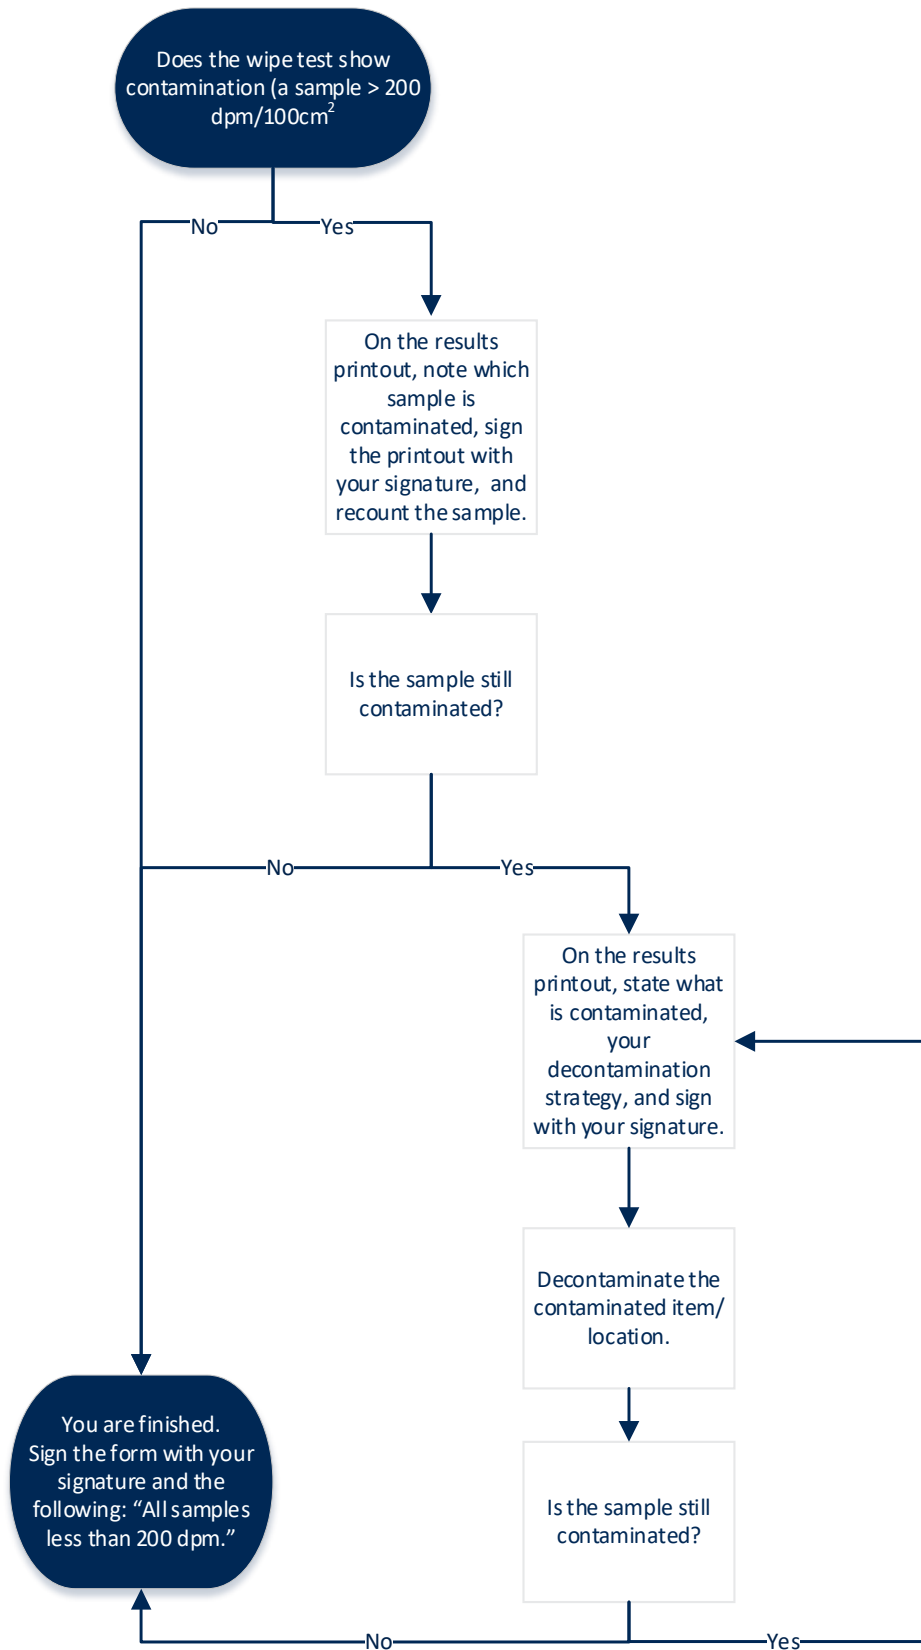 Does the wipe test show
contamination (a sample > 200
dpm/100cm²
No
Yes
On the results
printout, note which
sample is
contaminated, sign
the printout with
your signature, and
recount the sample.
Is the sample still
contaminated?
No
Yes
On the results
printout, state what
is contaminated,
your
decontamination
strategy, and sign
with your signature.
Decontaminate the
contaminated item/
location.
You are finished.
Sign the form with your
signature and the
following: “All samples
less than 200 dpm.”
Is the sample still
contaminated?
No
Yes